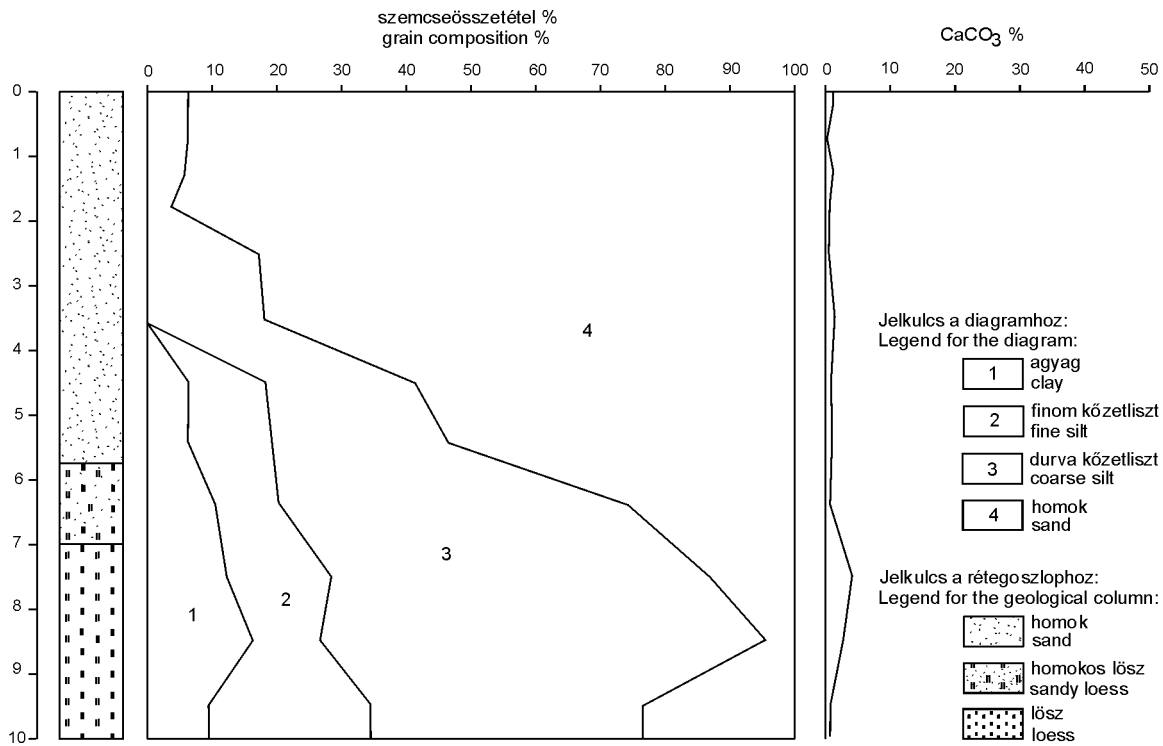 szemcseösszetétel %
grain composition %
CaCO3 %
0 10 20 30 40 50 60 70 80 90 100
0 10 20 30 40 50
0
1
2
3
4
5
6
7
8
9
10
1
2
3
4
Jelkulcs a diagramhoz:
Legend for the diagram:
1 agyag
clay
2 finom kőzetliszt
fine silt
3 durva kőzetliszt
coarse silt
4 homok
sand
Jelkulcs a rétegoszlophoz:
Legend for the geological column:
homok
sand
homokos lösz
sandy loess
lösz
loess